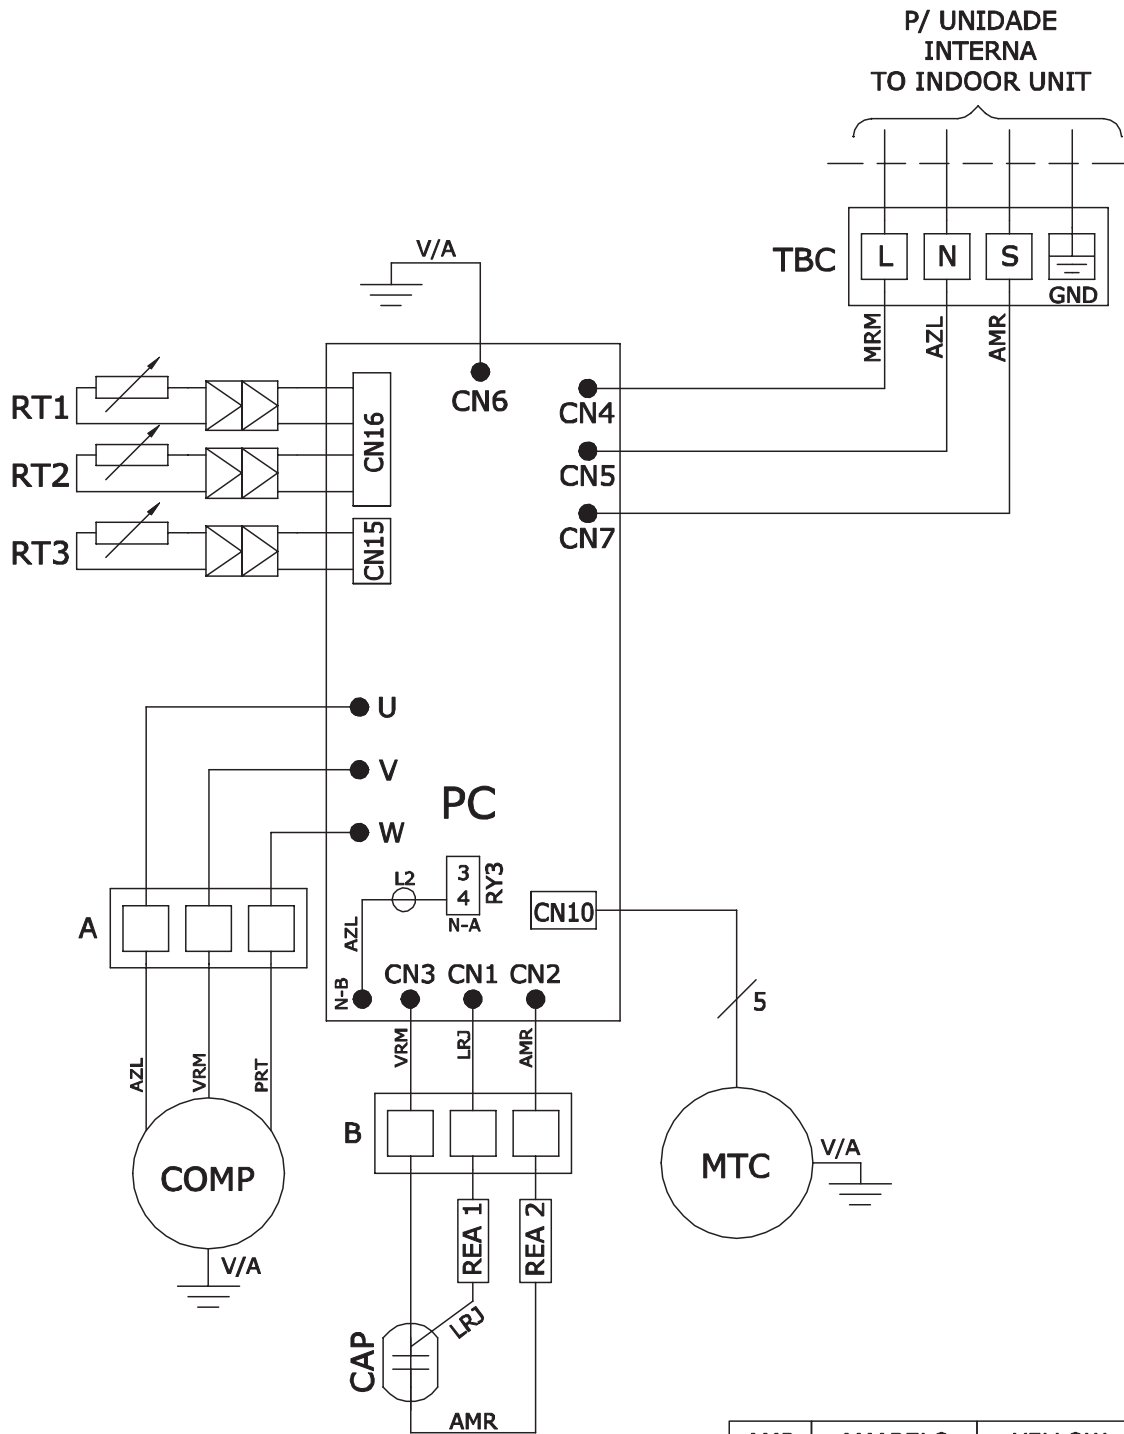 P/ UNIDADE
INTERNA
TO INDOOR UNIT
TBC
L
N
S
GND
MRM
AZL
AMR
V/A
CN6
CN4
CN5
CN7
RT1
RT2
RT3
CN16
CN15
U
V
W
PC
L2
3
4
RY3
N-A
AZL
N-B
CN10
CN3
CN1
CN2
5
A
AZL
VRM
PRT
COMP
V/A
VRM
LRJ
AMR
B
MTC
V/A
REA 1
REA 2
LRJ
CAP
AMR